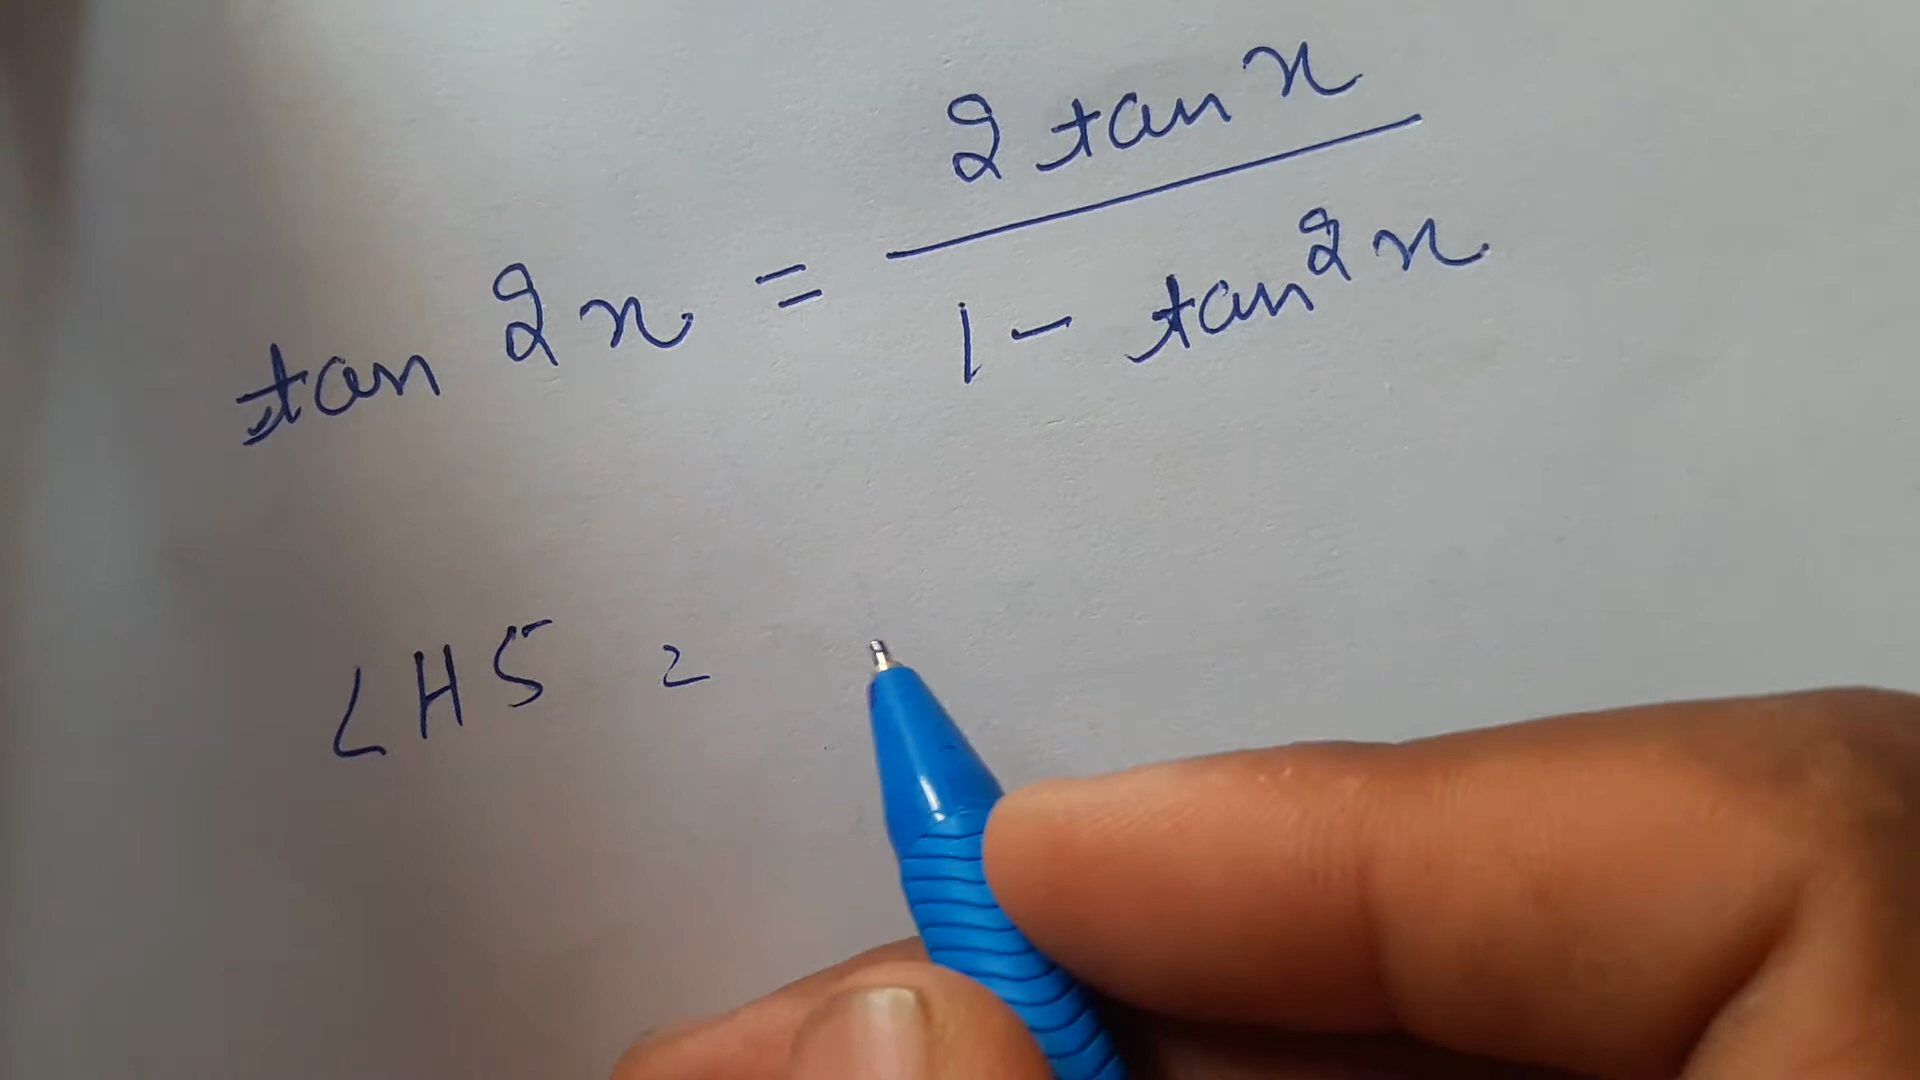 tan 2x = 2 tan x / 1 - tan²x
LHS =